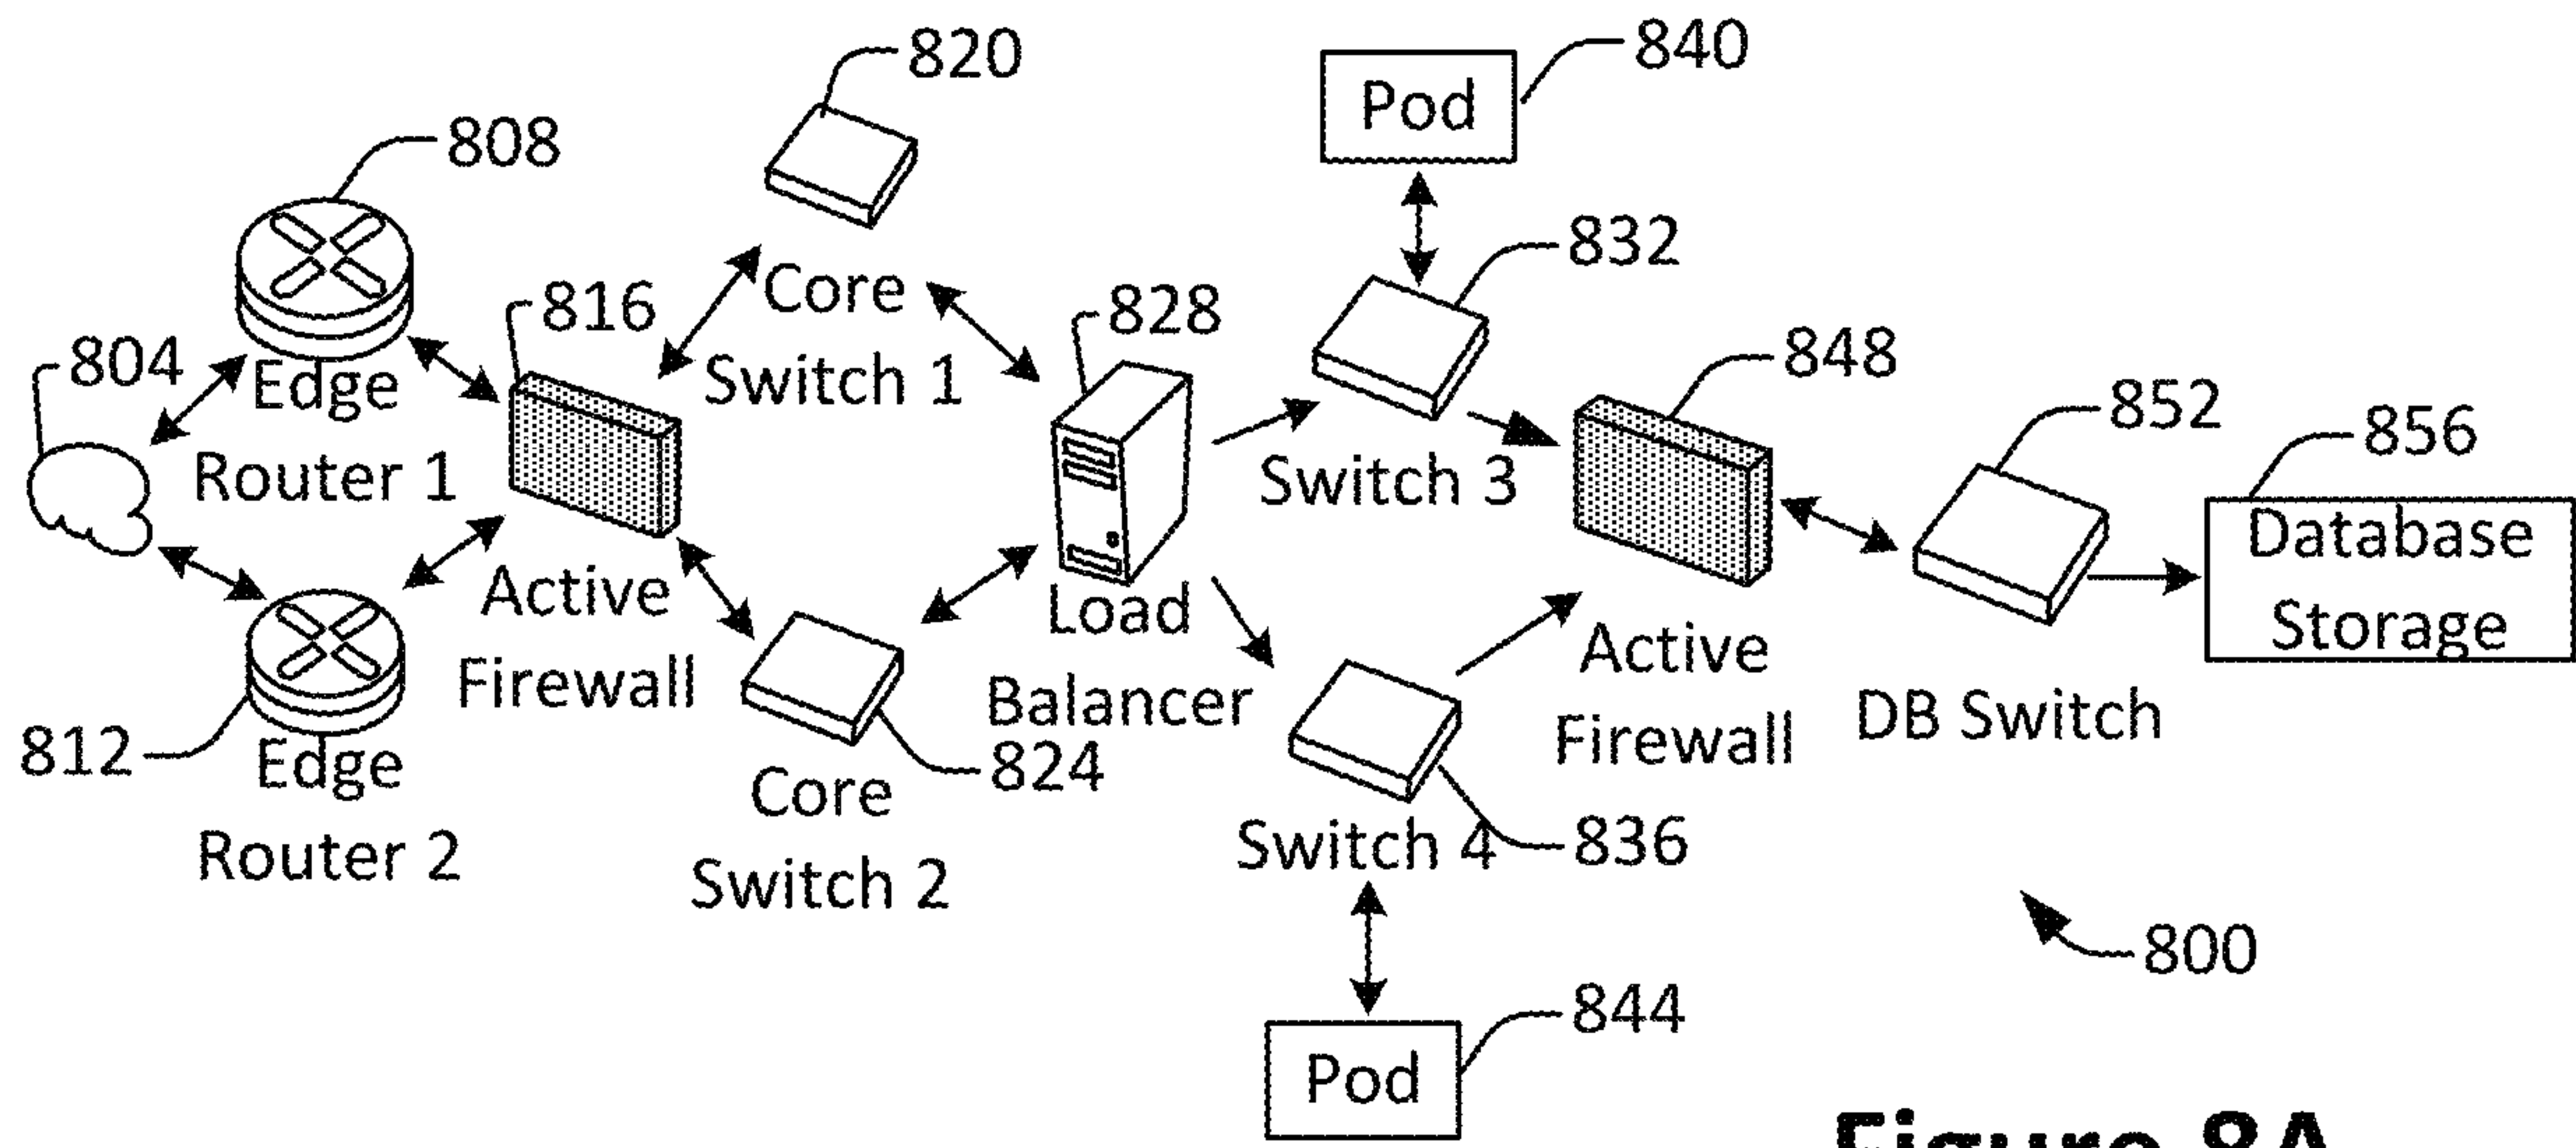 820
840
Pod
808
832
816
Core
Switch 1
828
804
848
Edge
Router 1
852
856
Switch 3
Database
Storage
Active
Firewall
Load
Balancer
Active
Firewall
DB Switch
812
Edge
Router 2
824
Core
Switch 2
Switch 4
836
800
844
Pod
Figure 8A